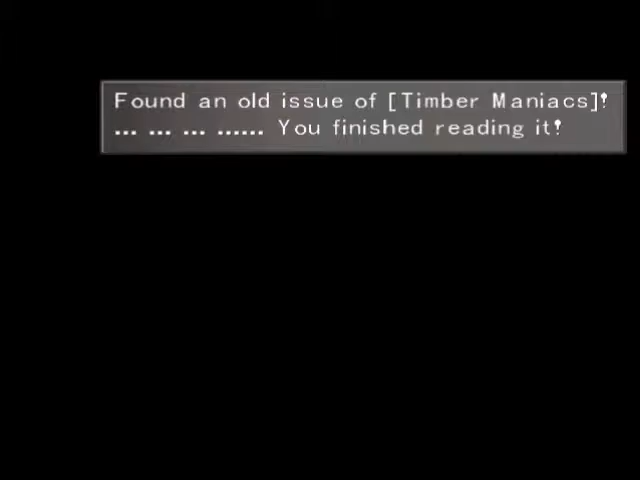 Found an old issue of [Timber Maniacs]!
... ... ... ...... You finished reading it!